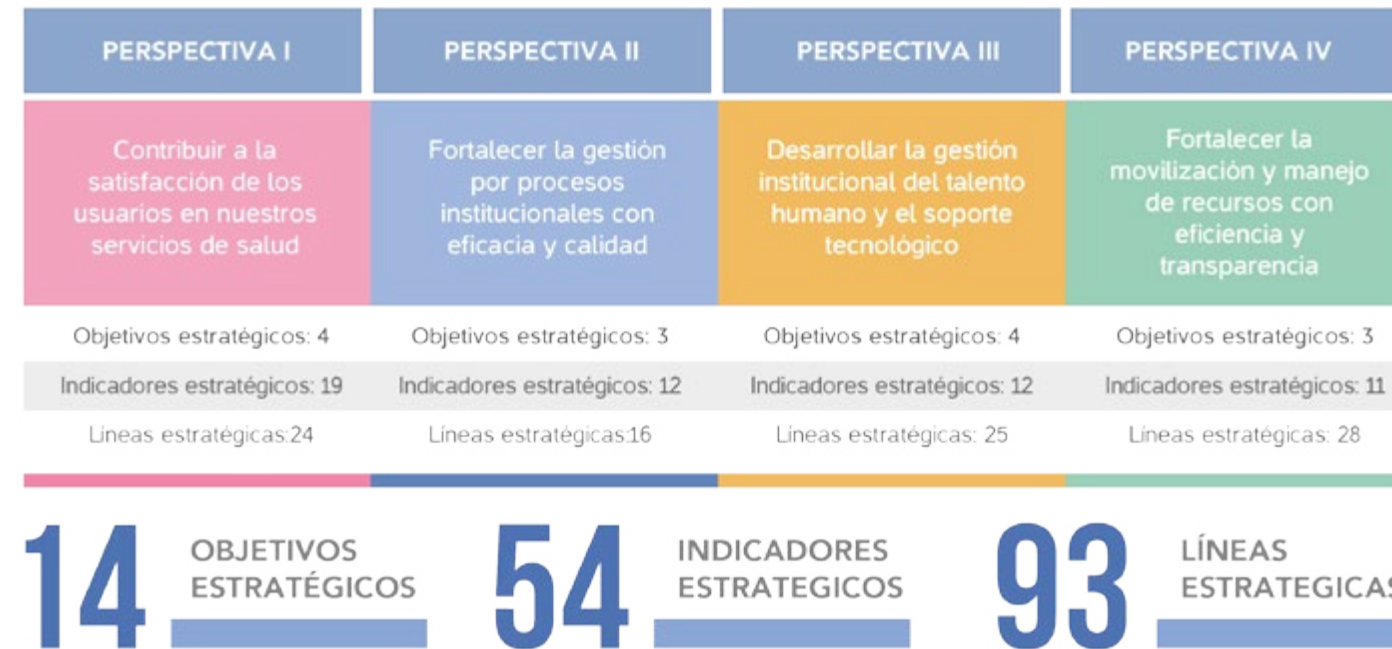 PERSPECTIVA I
PERSPECTIVA II
PERSPECTIVA III
PERSPECTIVA IV
Contribuir a la
satisfacción de los
usuarios en nuestros
servicios de salud
Fortalecer la gestión
por procesos
institucionales con
eficacia y calidad
Desarrollar la gestión
institucional del talento
humano y el soporte
tecnológico
Fortalecer la
movilización y manejo
de recursos con
eficiencia y
transparencia
Objetivos estratégicos: 4
Objetivos estratégicos: 3
Objetivos estratégicos: 4
Objetivos estratégicos: 3
Indicadores estratégicos: 19
Indicadores estratégicos: 12
Indicadores estratégicos: 12
Indicadores estratégicos: 11
Líneas estratégicas:24
Líneas estratégicas:16
Líneas estratégicas: 25
Líneas estratégicas: 28
14
OBJETIVOS
ESTRATÉGICOS
54
INDICADORES
ESTRATEGICOS
93
LÍNEAS
ESTRATEGICAS